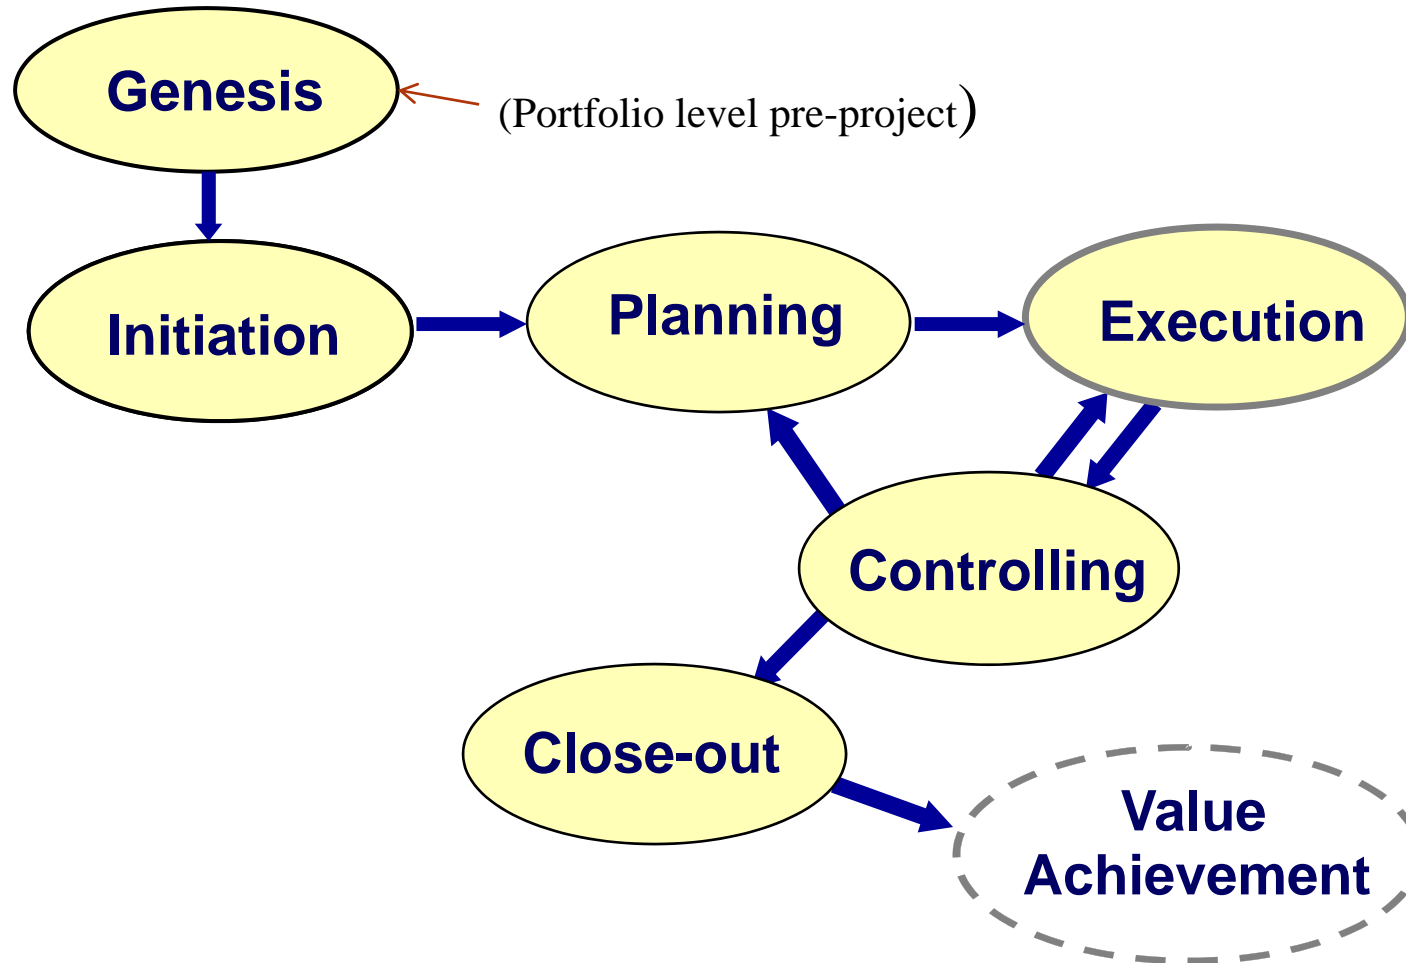 Genesis
(Portfolio level pre-project)
Initiation
Planning
Execution
Controlling
Close-out
Value
Achievement